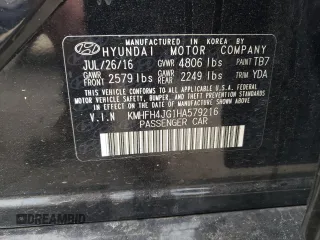 MANUFACTURED IN KOREA BY
HYUNDAI MOTOR COMPANY
JUL/26/16 GVWR 4806 lbs PAINT TB7
GAWR FRONT 2579 lbs GAWR REAR 2249 lbs TRIM YDA
THIS VEHICLE CONFORMS TO ALL APPLICABLE
U.S. FEDERAL MOTOR VEHICLE SAFETY, BUMPER,
AND THEFT PREVENTION STANDARDS IN EFFECT ON
THE DATE OF MANUFACTURE SHOWN ABOVE.
V.I.N KMHFH4JG1HA579216
PASSENGER CAR
DREAMBID